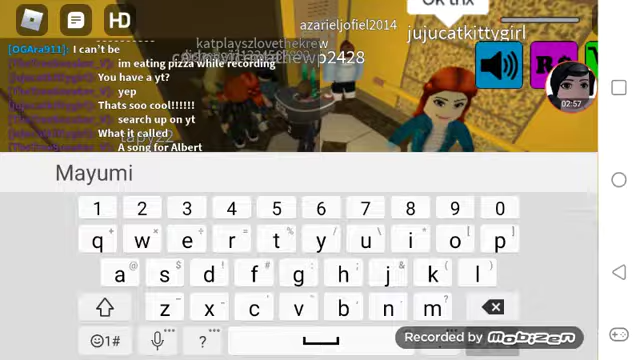 HD
Ok thx
azarieljofiel2014
jujucatkittygirl
katplayszlovethekrew
[OGAra911]: I can't be
im eating pizza while recording
You have a yt?
yep
Thats soo cool!!!!!!
search up on yt
What it called
A song for Albert
02:57
Mayumi
1 2 3 4 5 6 7 8 9 0
q w e r t y u i o p
a s d f g h j k l
z x c v b n m
1# ?
Recorded by Mobizen